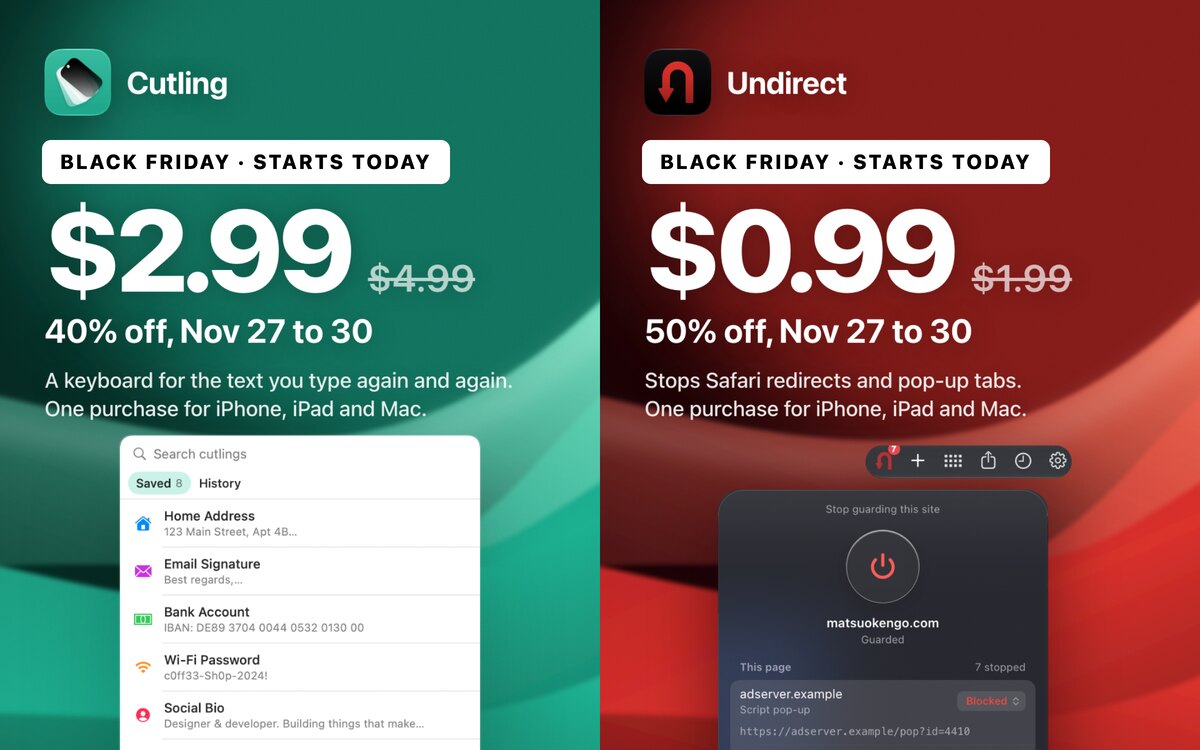 Cutling
BLACK FRIDAY · STARTS TODAY
$2.99 $4.99
40% off, Nov 27 to 30
A keyboard for the text you type again and again.
One purchase for iPhone, iPad and Mac.
Search cutlings
Saved 8 History
Home Address
123 Main Street, Apt 4B...
Email Signature
Best regards,...
Bank Account
IBAN: DE89 3704 0044 0532 0130 00
Wi-Fi Password
c0ff33-Sh0p-2024!
Social Bio
Designer & developer. Building things that make...
Undirect
BLACK FRIDAY · STARTS TODAY
$0.99 $1.99
50% off, Nov 27 to 30
Stops Safari redirects and pop-up tabs.
One purchase for iPhone, iPad and Mac.
7
Stop guarding this site
matsuokengo.com
Guarded
This page 7 stopped
adserver.example
Script pop-up
Blocked
https://adserver.example/pop?id=4410